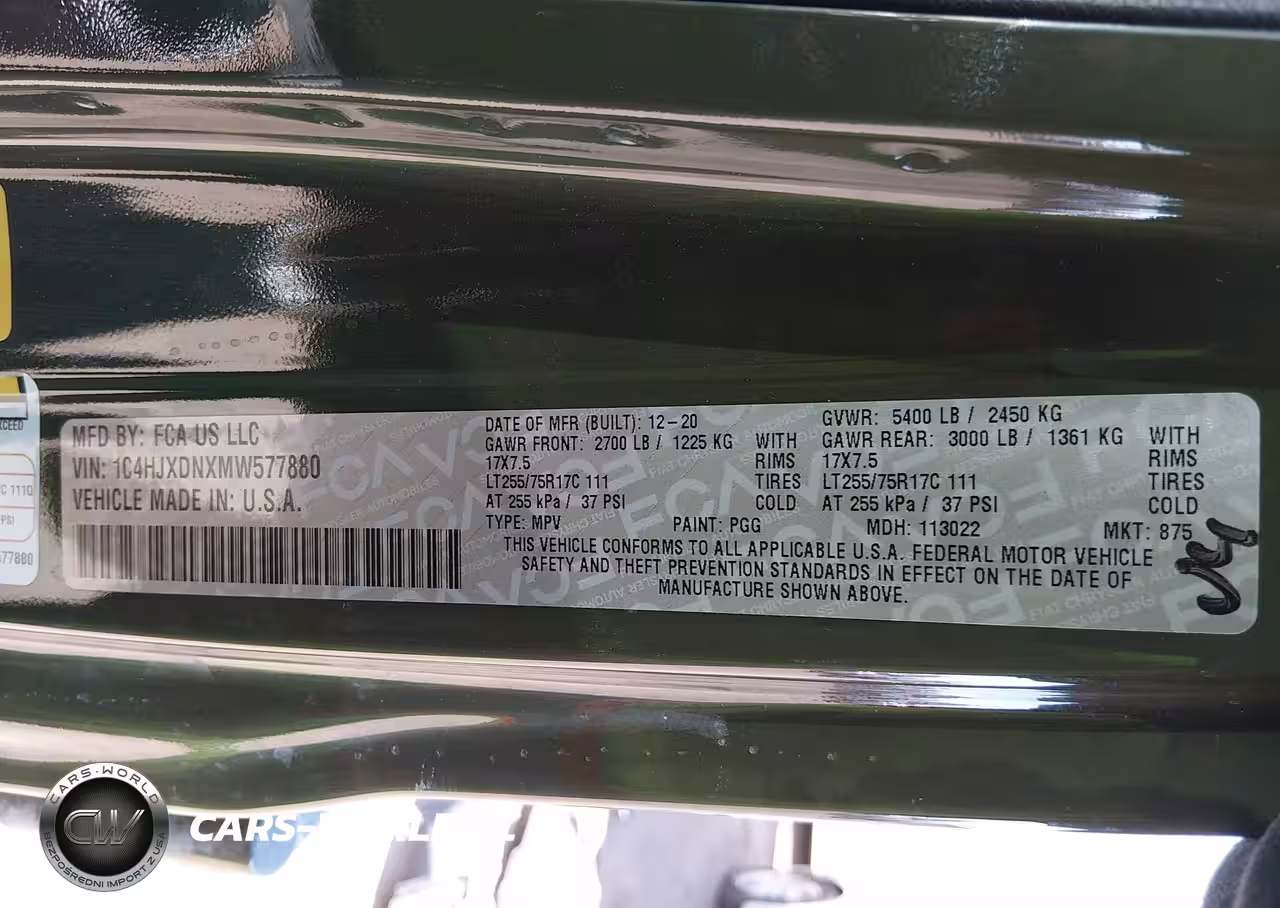 MFD BY: FCA US LLC
VIN: 1C4HJXDNXMW577880
VEHICLE MADE IN: U.S.A.
DATE OF MFR (BUILT): 12-20
GVWR: 5400 LB / 2450 KG
GAWR FRONT: 2700 LB / 1225 KG WITH
17X7.5 RIMS
LT255/75R17C 111 TIRES
AT 255 kPa / 37 PSI COLD
GAWR REAR: 3000 LB / 1361 KG WITH
17X7.5 RIMS
LT255/75R17C 111 TIRES
AT 255 kPa / 37 PSI COLD
TYPE: MPV PAINT: PGG MDH: 113022 MKT: 875
THIS VEHICLE CONFORMS TO ALL APPLICABLE U.S.A. FEDERAL MOTOR VEHICLE
SAFETY AND THEFT PREVENTION STANDARDS IN EFFECT ON THE DATE OF
MANUFACTURE SHOWN ABOVE.
CARS-WORLD
CW
BEZPOŚREDNI IMPORT Z USA